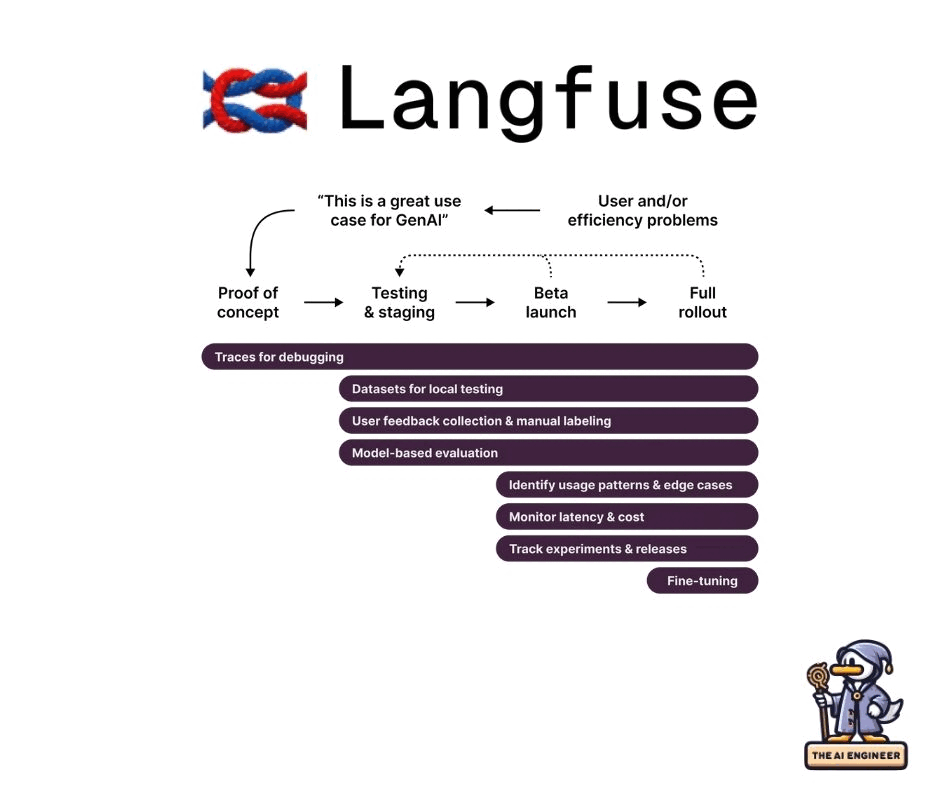 Langfuse
“This is a great use
case for GenAI”
User and/or
efficiency problems
Proof of
concept
Testing
& staging
Beta
launch
Full
rollout
Traces for debugging
Datasets for local testing
User feedback collection & manual labeling
Model-based evaluation
Identify usage patterns & edge cases
Monitor latency & cost
Track experiments & releases
Fine-tuning
THE AI ENGINEER